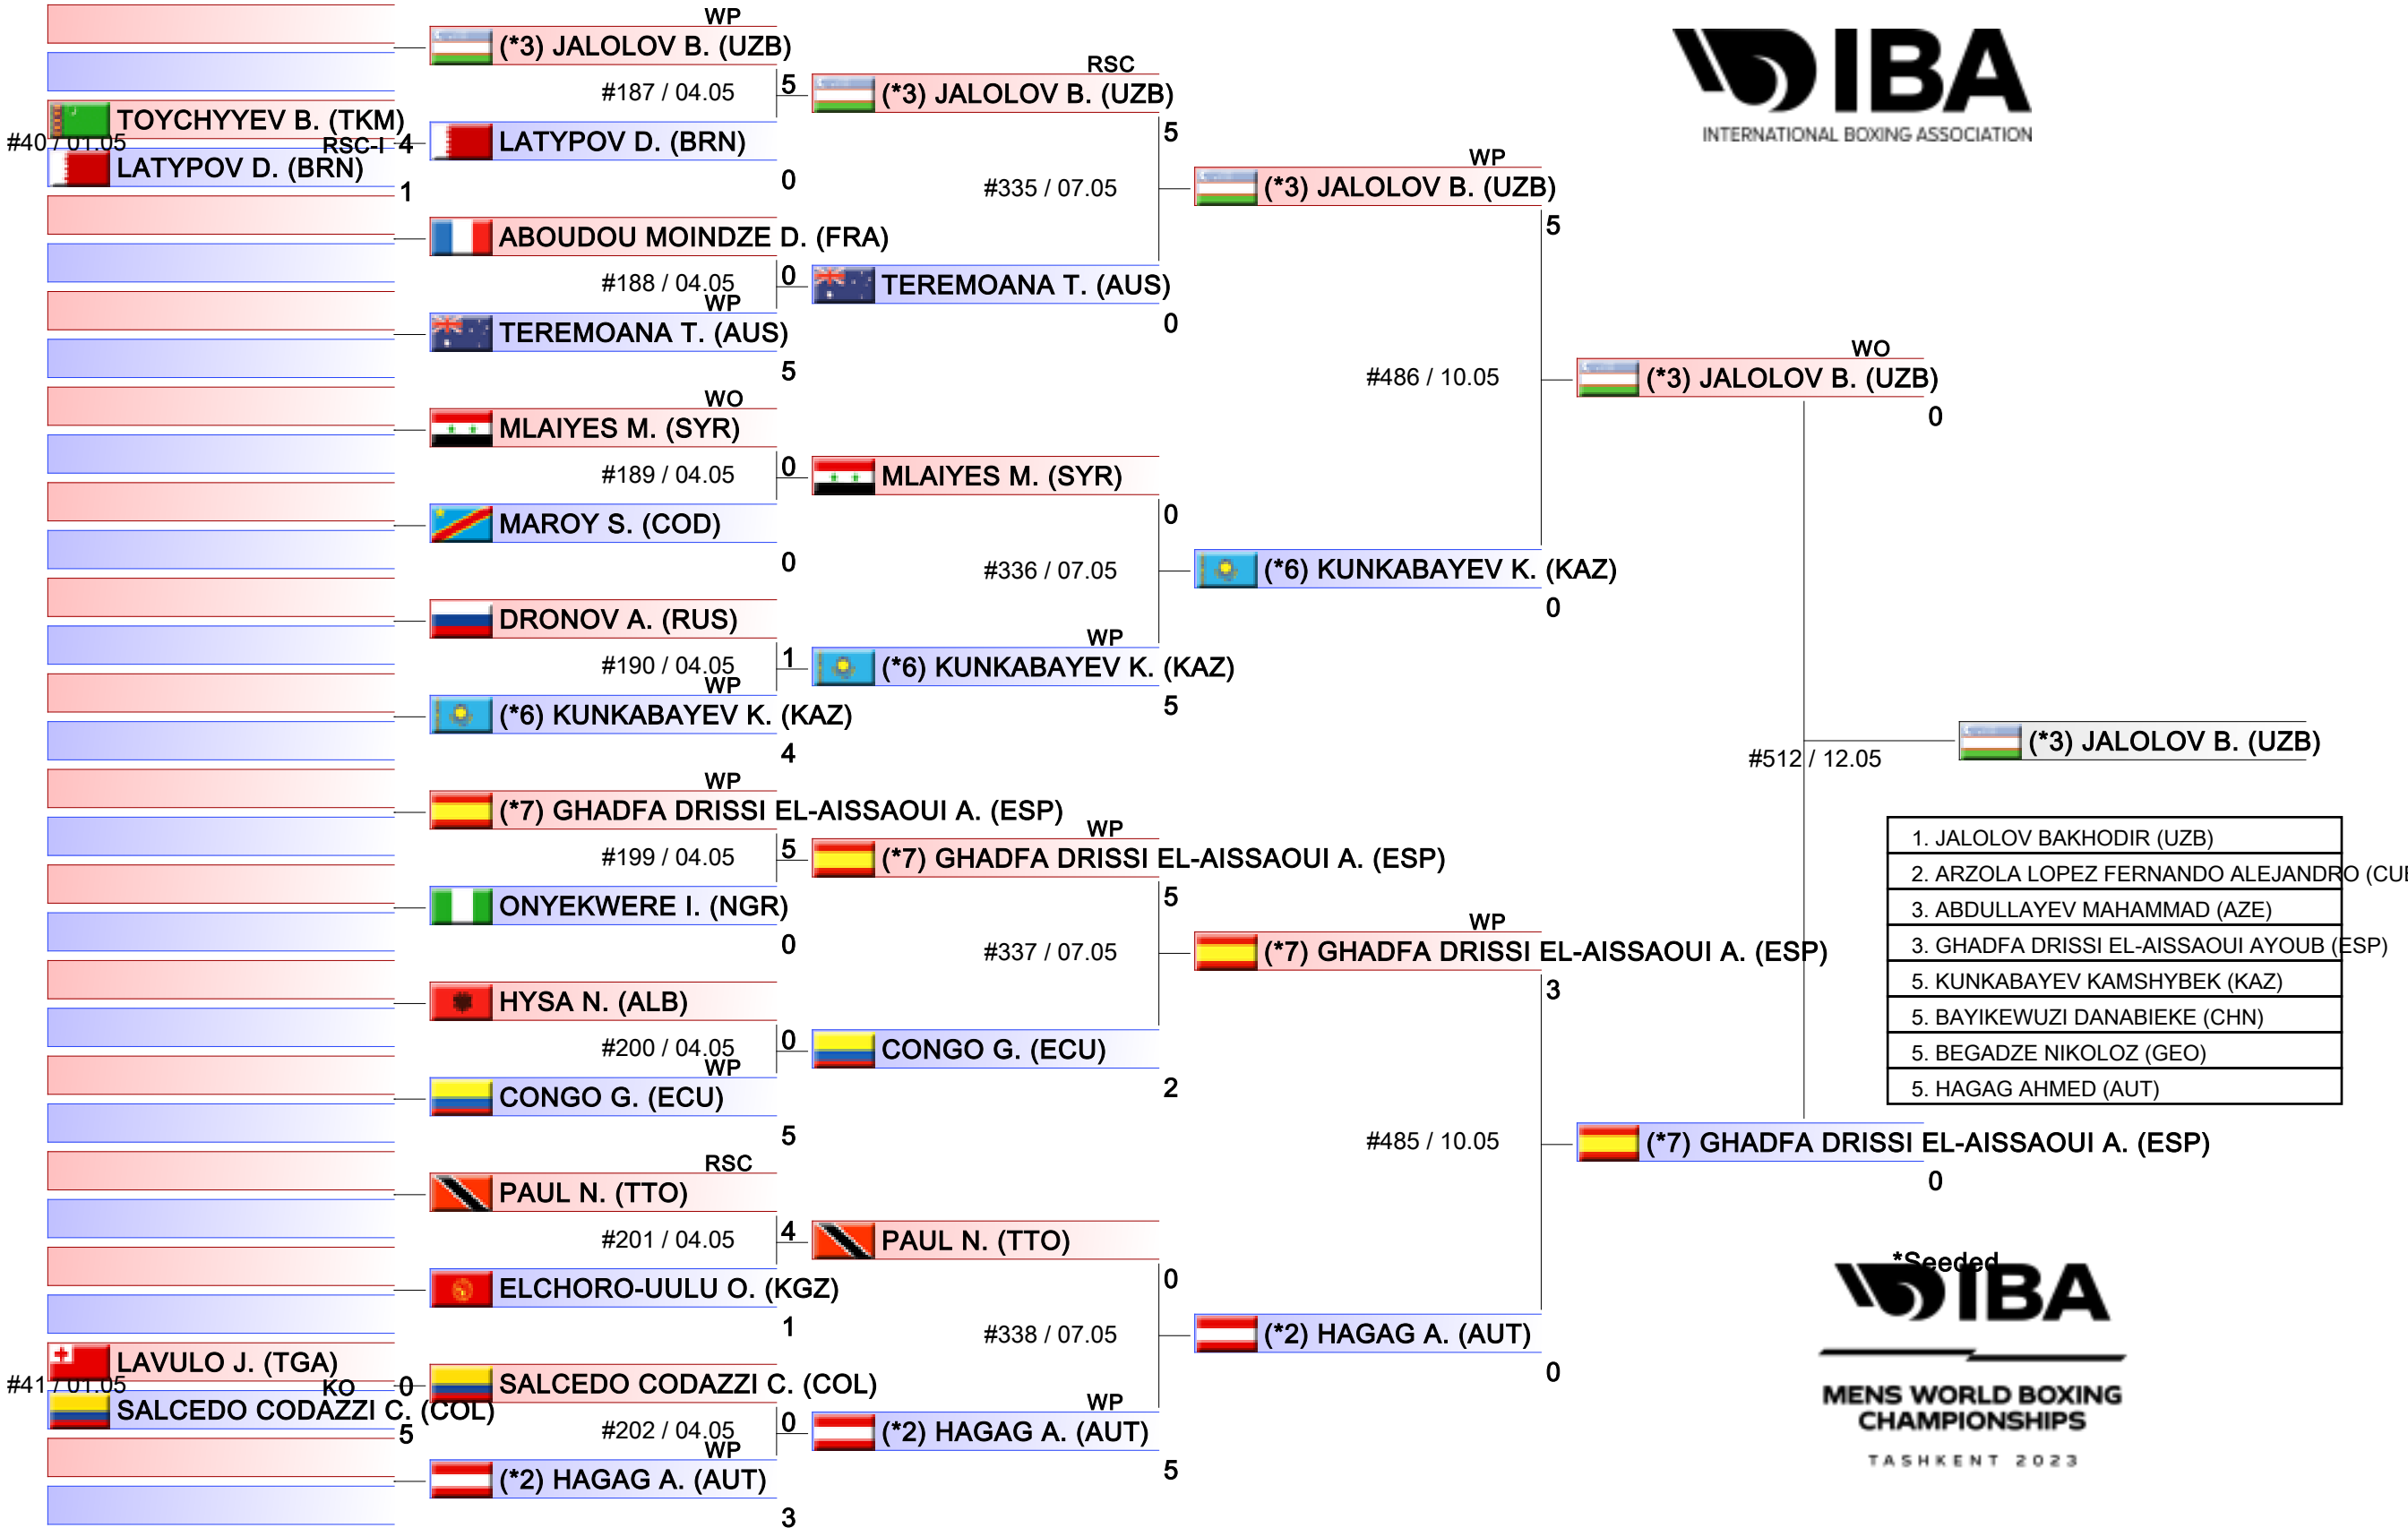 TOYCHYYEV B. (TKM)
#40 / 01.05
RSC-I 4
LATYPOV D. (BRN)
1
LAVULO J. (TGA)
#41 / 01.05
KO 0
SALCEDO CODAZZI C. (COL)
5
WP
(*3) JALOLOV B. (UZB)
#187 / 04.05
5
LATYPOV D. (BRN)
0
ABOUDOU MOINDZE D. (FRA)
#188 / 04.05
0
WP
TEREMOANA T. (AUS)
5
WO
MLAIYES M. (SYR)
#189 / 04.05
0
MAROY S. (COD)
0
DRONOV A. (RUS)
#190 / 04.05
1
WP
(*6) KUNKABAYEV K. (KAZ)
4
WP
(*7) GHADFA DRISSI EL-AISSAOUI A. (ESP)
#199 / 04.05
5
ONYEKWERE I. (NGR)
0
HYSA N. (ALB)
#200 / 04.05
0
WP
CONGO G. (ECU)
5
RSC
PAUL N. (TTO)
#201 / 04.05
4
ELCHORO-UULU O. (KGZ)
1
SALCEDO CODAZZI C. (COL)
#202 / 04.05
0
WP
(*2) HAGAG A. (AUT)
3
RSC
(*3) JALOLOV B. (UZB)
5
#335 / 07.05
TEREMOANA T. (AUS)
0
MLAIYES M. (SYR)
0
#336 / 07.05
WP
(*6) KUNKABAYEV K. (KAZ)
5
WP
(*7) GHADFA DRISSI EL-AISSAOUI A. (ESP)
5
#337 / 07.05
CONGO G. (ECU)
2
PAUL N. (TTO)
0
#338 / 07.05
WP
(*2) HAGAG A. (AUT)
5
WP
(*3) JALOLOV B. (UZB)
5
#486 / 10.05
(*6) KUNKABAYEV K. (KAZ)
0
WP
(*7) GHADFA DRISSI EL-AISSAOUI A. (ESP)
3
#485 / 10.05
(*2) HAGAG A. (AUT)
0
WO
(*3) JALOLOV B. (UZB)
0
#512 / 12.05
(*7) GHADFA DRISSI EL-AISSAOUI A. (ESP)
0
(*3) JALOLOV B. (UZB)
IBA
INTERNATIONAL BOXING ASSOCIATION
1. JALOLOV BAKHODIR (UZB)
2. ARZOLA LOPEZ FERNANDO ALEJANDRO (CU
3. ABDULLAYEV MAHAMMAD (AZE)
3. GHADFA DRISSI EL-AISSAOUI AYOUB (ESP)
5. KUNKABAYEV KAMSHYBEK (KAZ)
5. BAYIKEWUZI DANABIEKE (CHN)
5. BEGADZE NIKOLOZ (GEO)
5. HAGAG AHMED (AUT)
*Seeded
IBA
MENS WORLD BOXING
CHAMPIONSHIPS
TASHKENT 2023